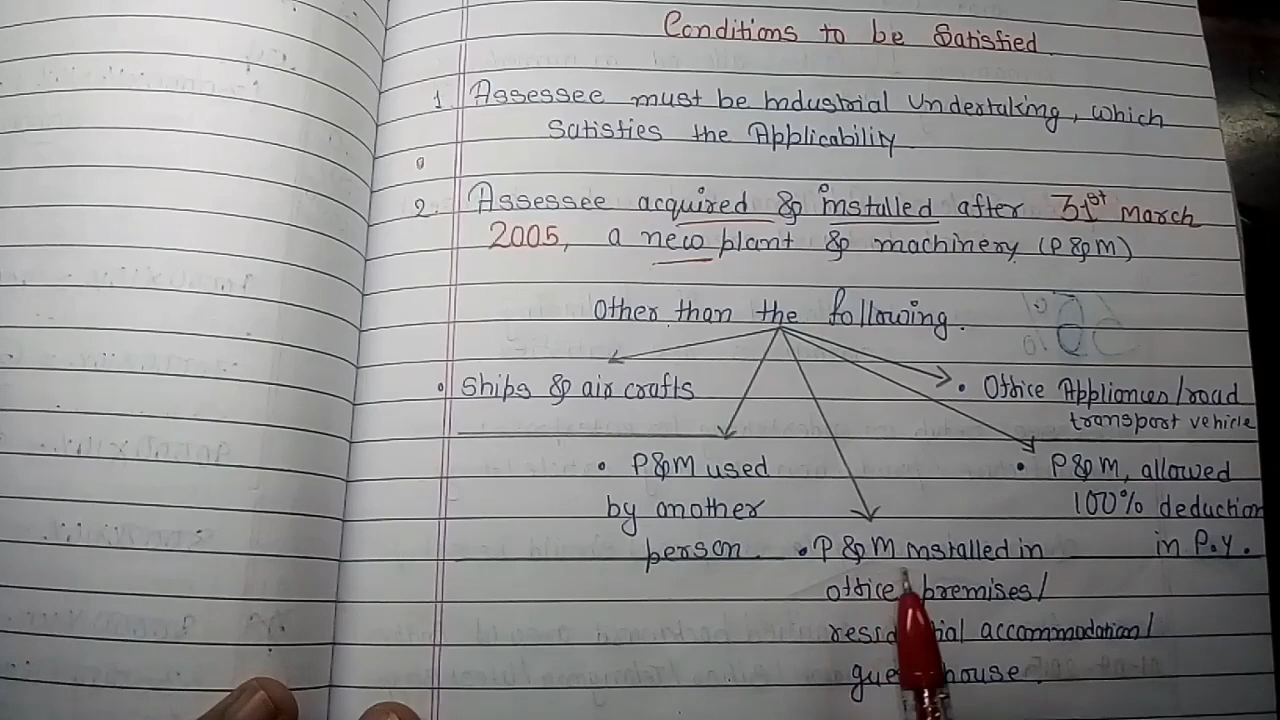 Conditions to be Satisfied
1. Assessee must be Industrial Undertaking, which
Satisfies the Applicability
2. Assessee acquired & installed after 31st March
2005, a new plant & machinery (P&M)
Other than the following.
• Ships & air crafts
• Office Appliances/road
transport vehicle
• P&M used
by another
person.
• P&M, allowed
100% deduction
in P.Y.
• P&M installed in
office premises/
accommodation/
house.